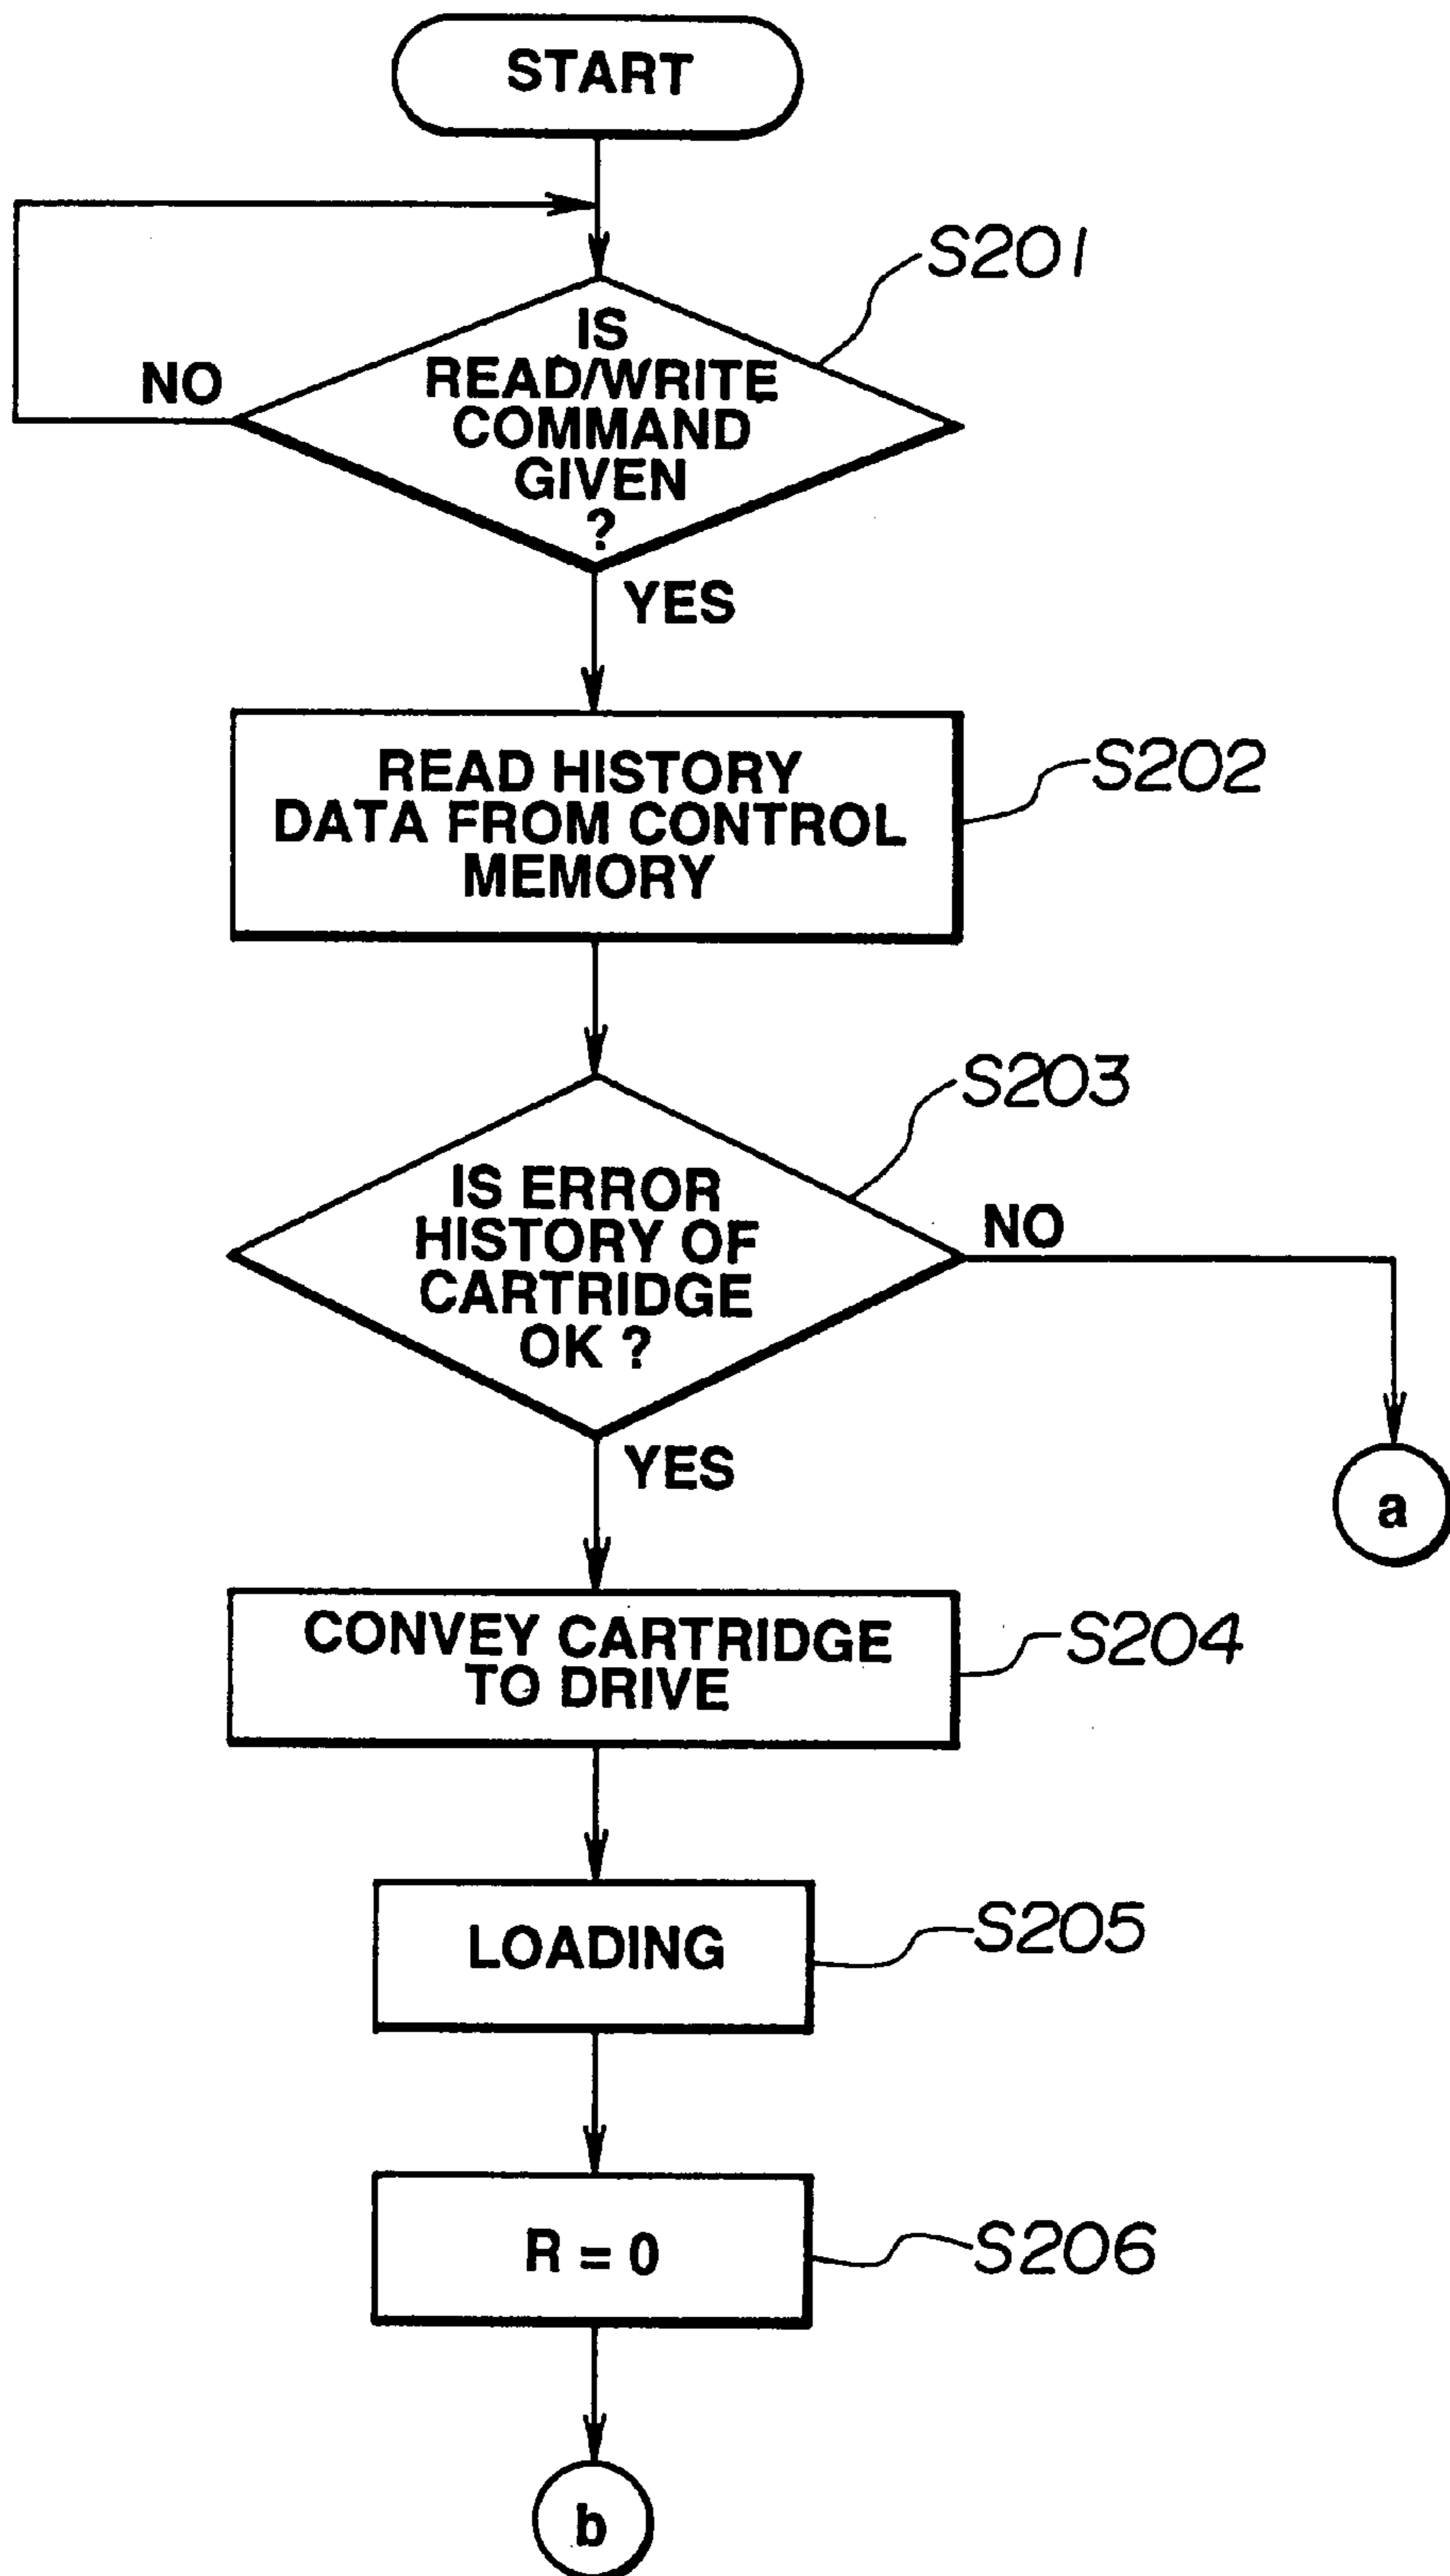 START
S201
IS
READ/WRITE
COMMAND
GIVEN
?
NO
YES
READ HISTORY
DATA FROM CONTROL
MEMORY
S202
S203
IS ERROR
HISTORY OF
CARTRIDGE
OK ?
NO
YES
a
CONVEY CARTRIDGE
TO DRIVE
S204
LOADING
S205
R = 0
S206
b